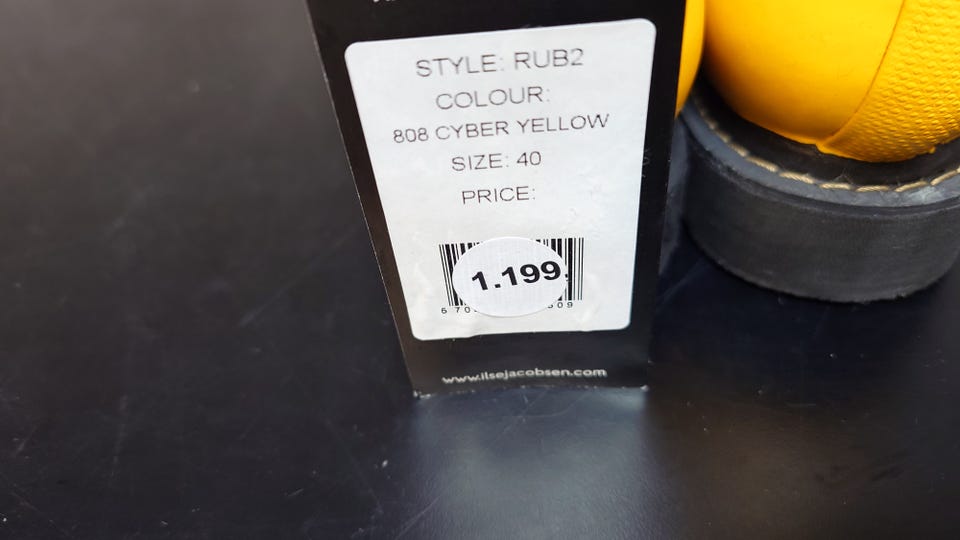 STYLE: RUB2
COLOUR:
808 CYBER YELLOW
SIZE: 40
PRICE:
1.199,
www.ilsejacobsen.com